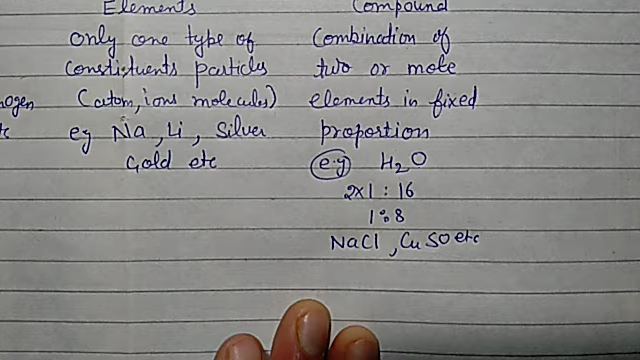 Elements
Only one type of
constituents particles
(atom, ions molecules)
eg Na, Li, Silver
Gold etc
Compound
Combination of
two or mole
elements in fixed
proportion
e.g H₂O
2x1 : 16
1:8
NaCl, CuSO etc